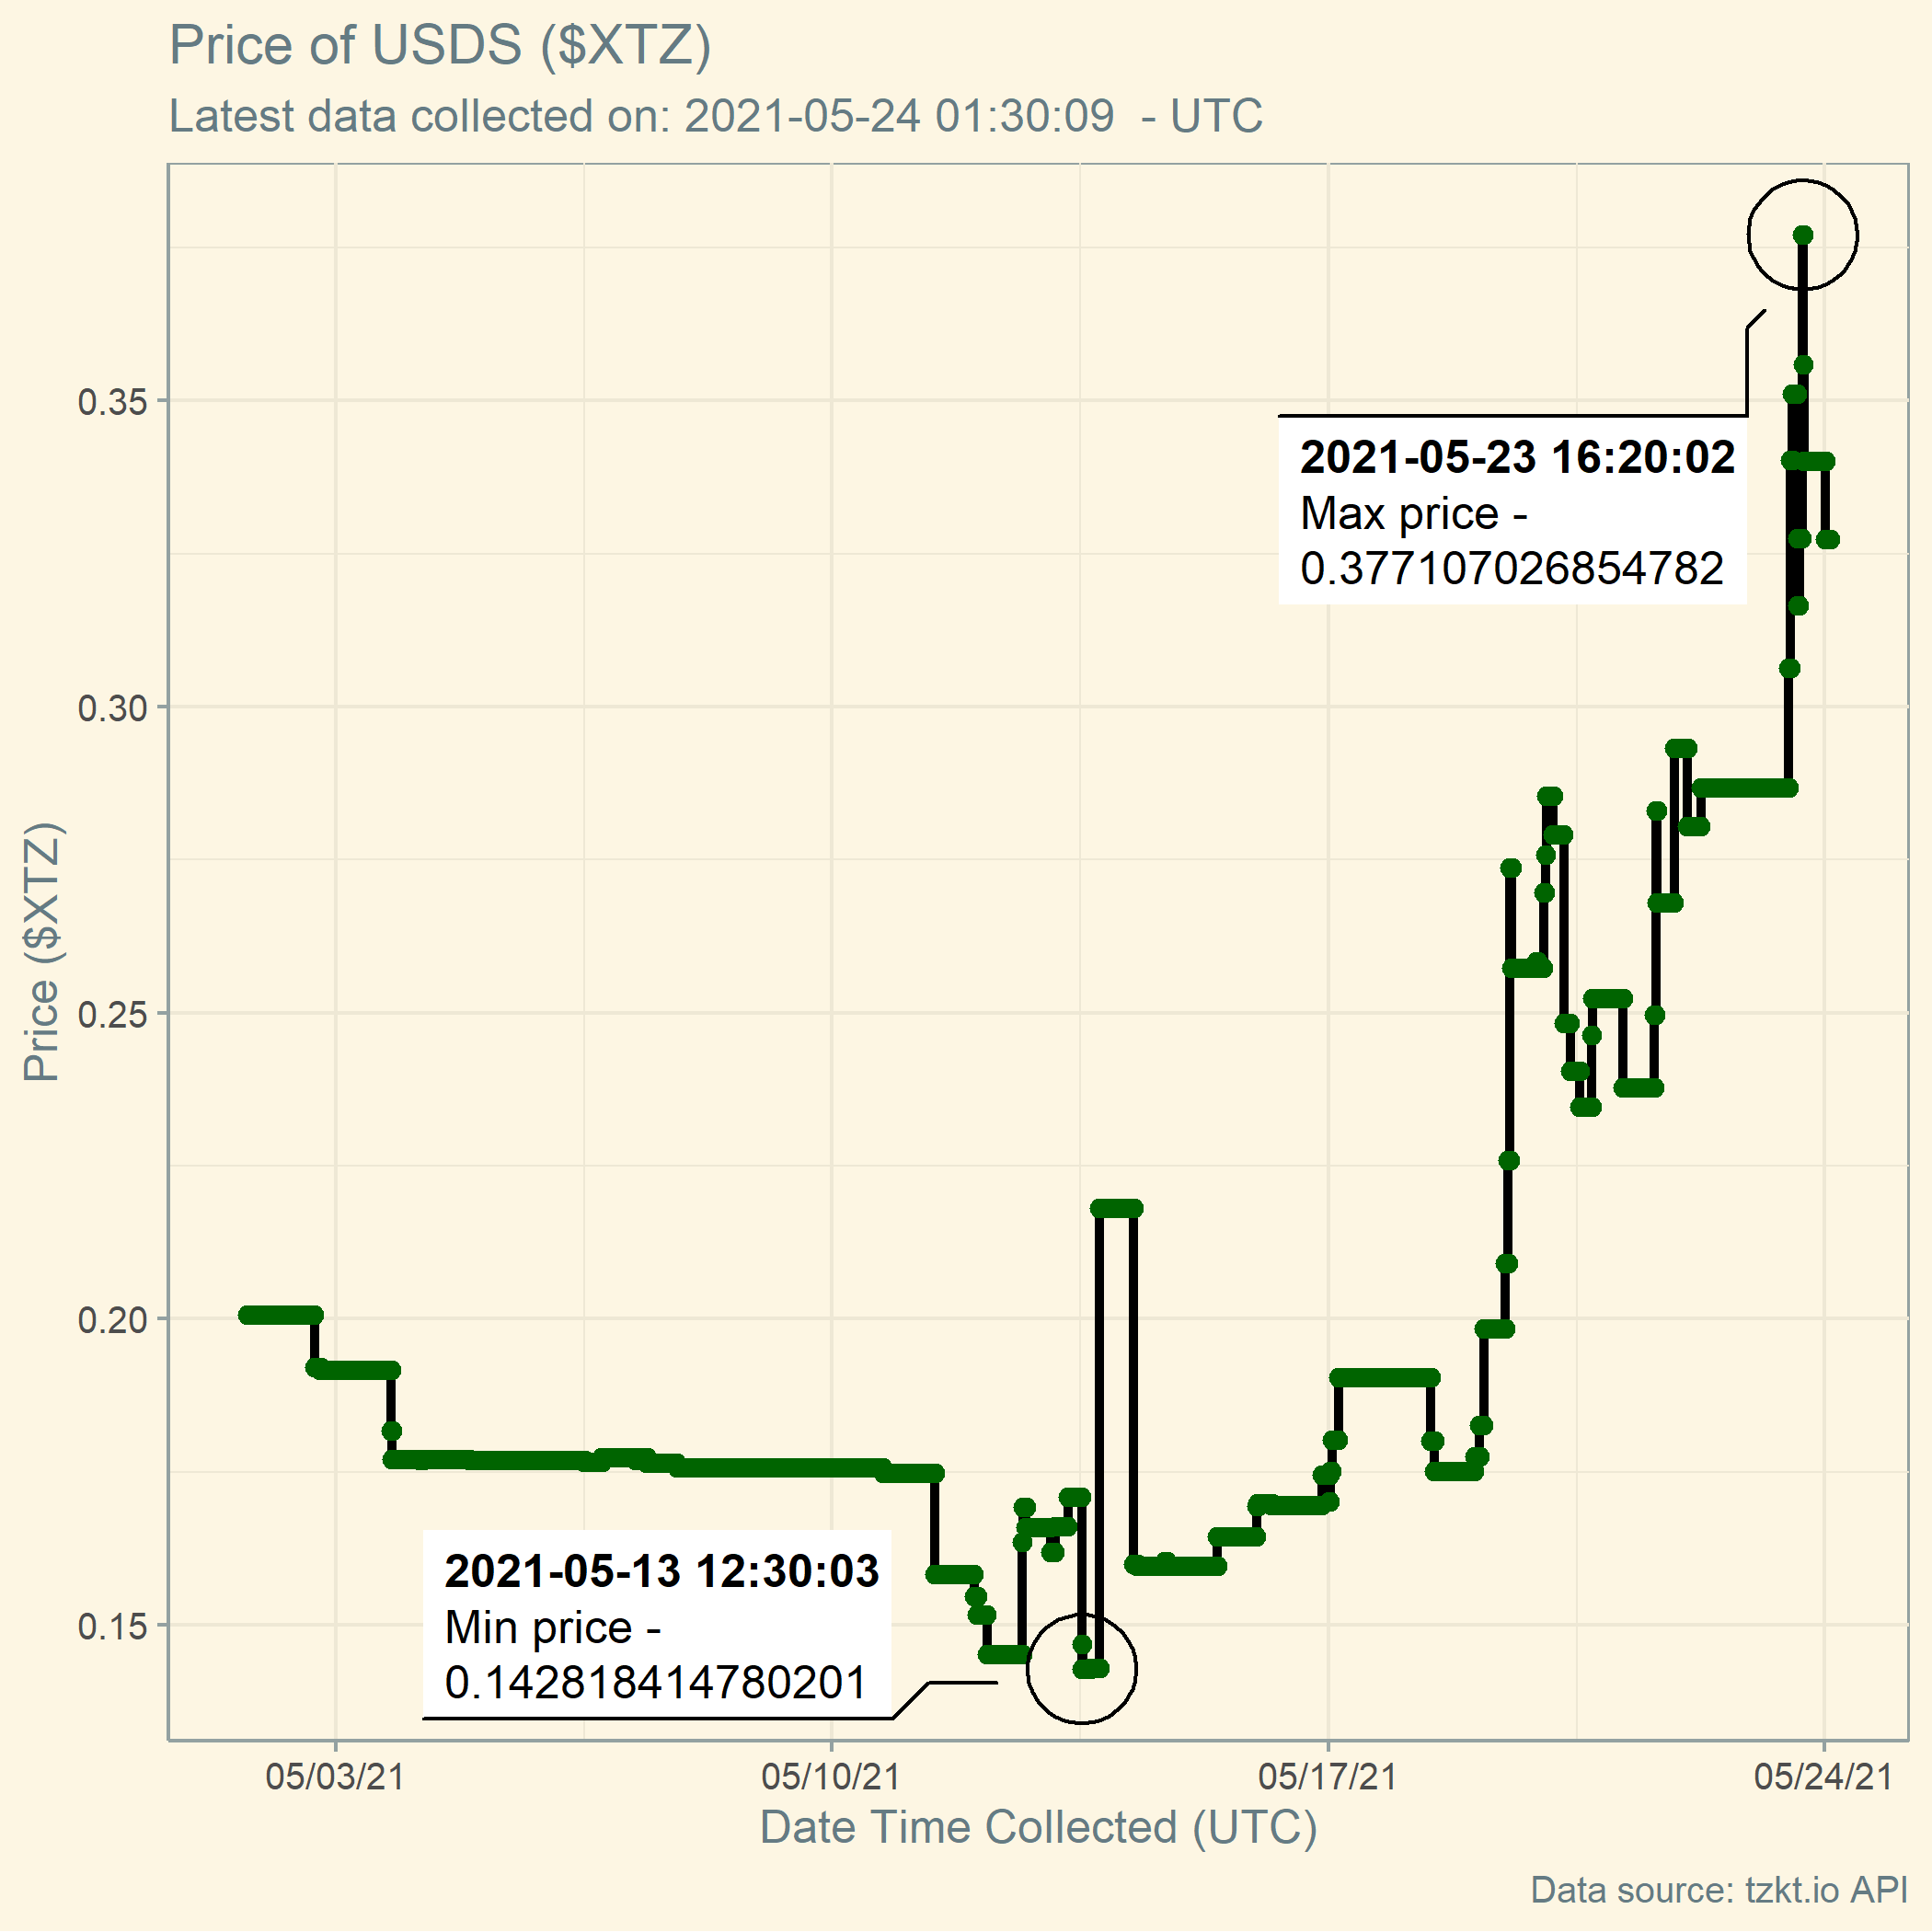 Price of USDS ($XTZ)
Latest data collected on: 2021-05-24 01:30:09  - UTC
2021-05-23 16:20:02
Max price -
0.377107026854782
2021-05-13 12:30:03
Min price -
0.142818414780201
Price ($XTZ)
0.35
0.30
0.25
0.20
0.15
05/03/21
05/10/21
05/17/21
05/24/21
Date Time Collected (UTC)
Data source: tzkt.io API